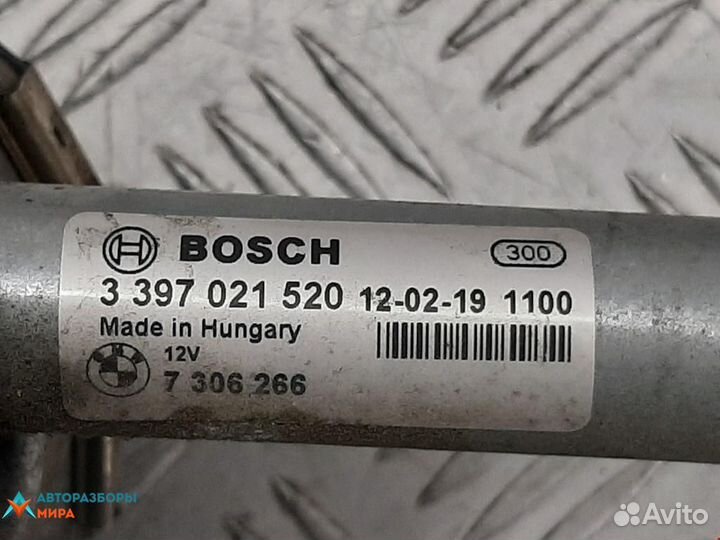 BOSCH 300
3 397 021 520 12-02-19 1100
Made in Hungary
12V
7 306 266
АВТОРАЗБОРЫ
МИРА
Avito